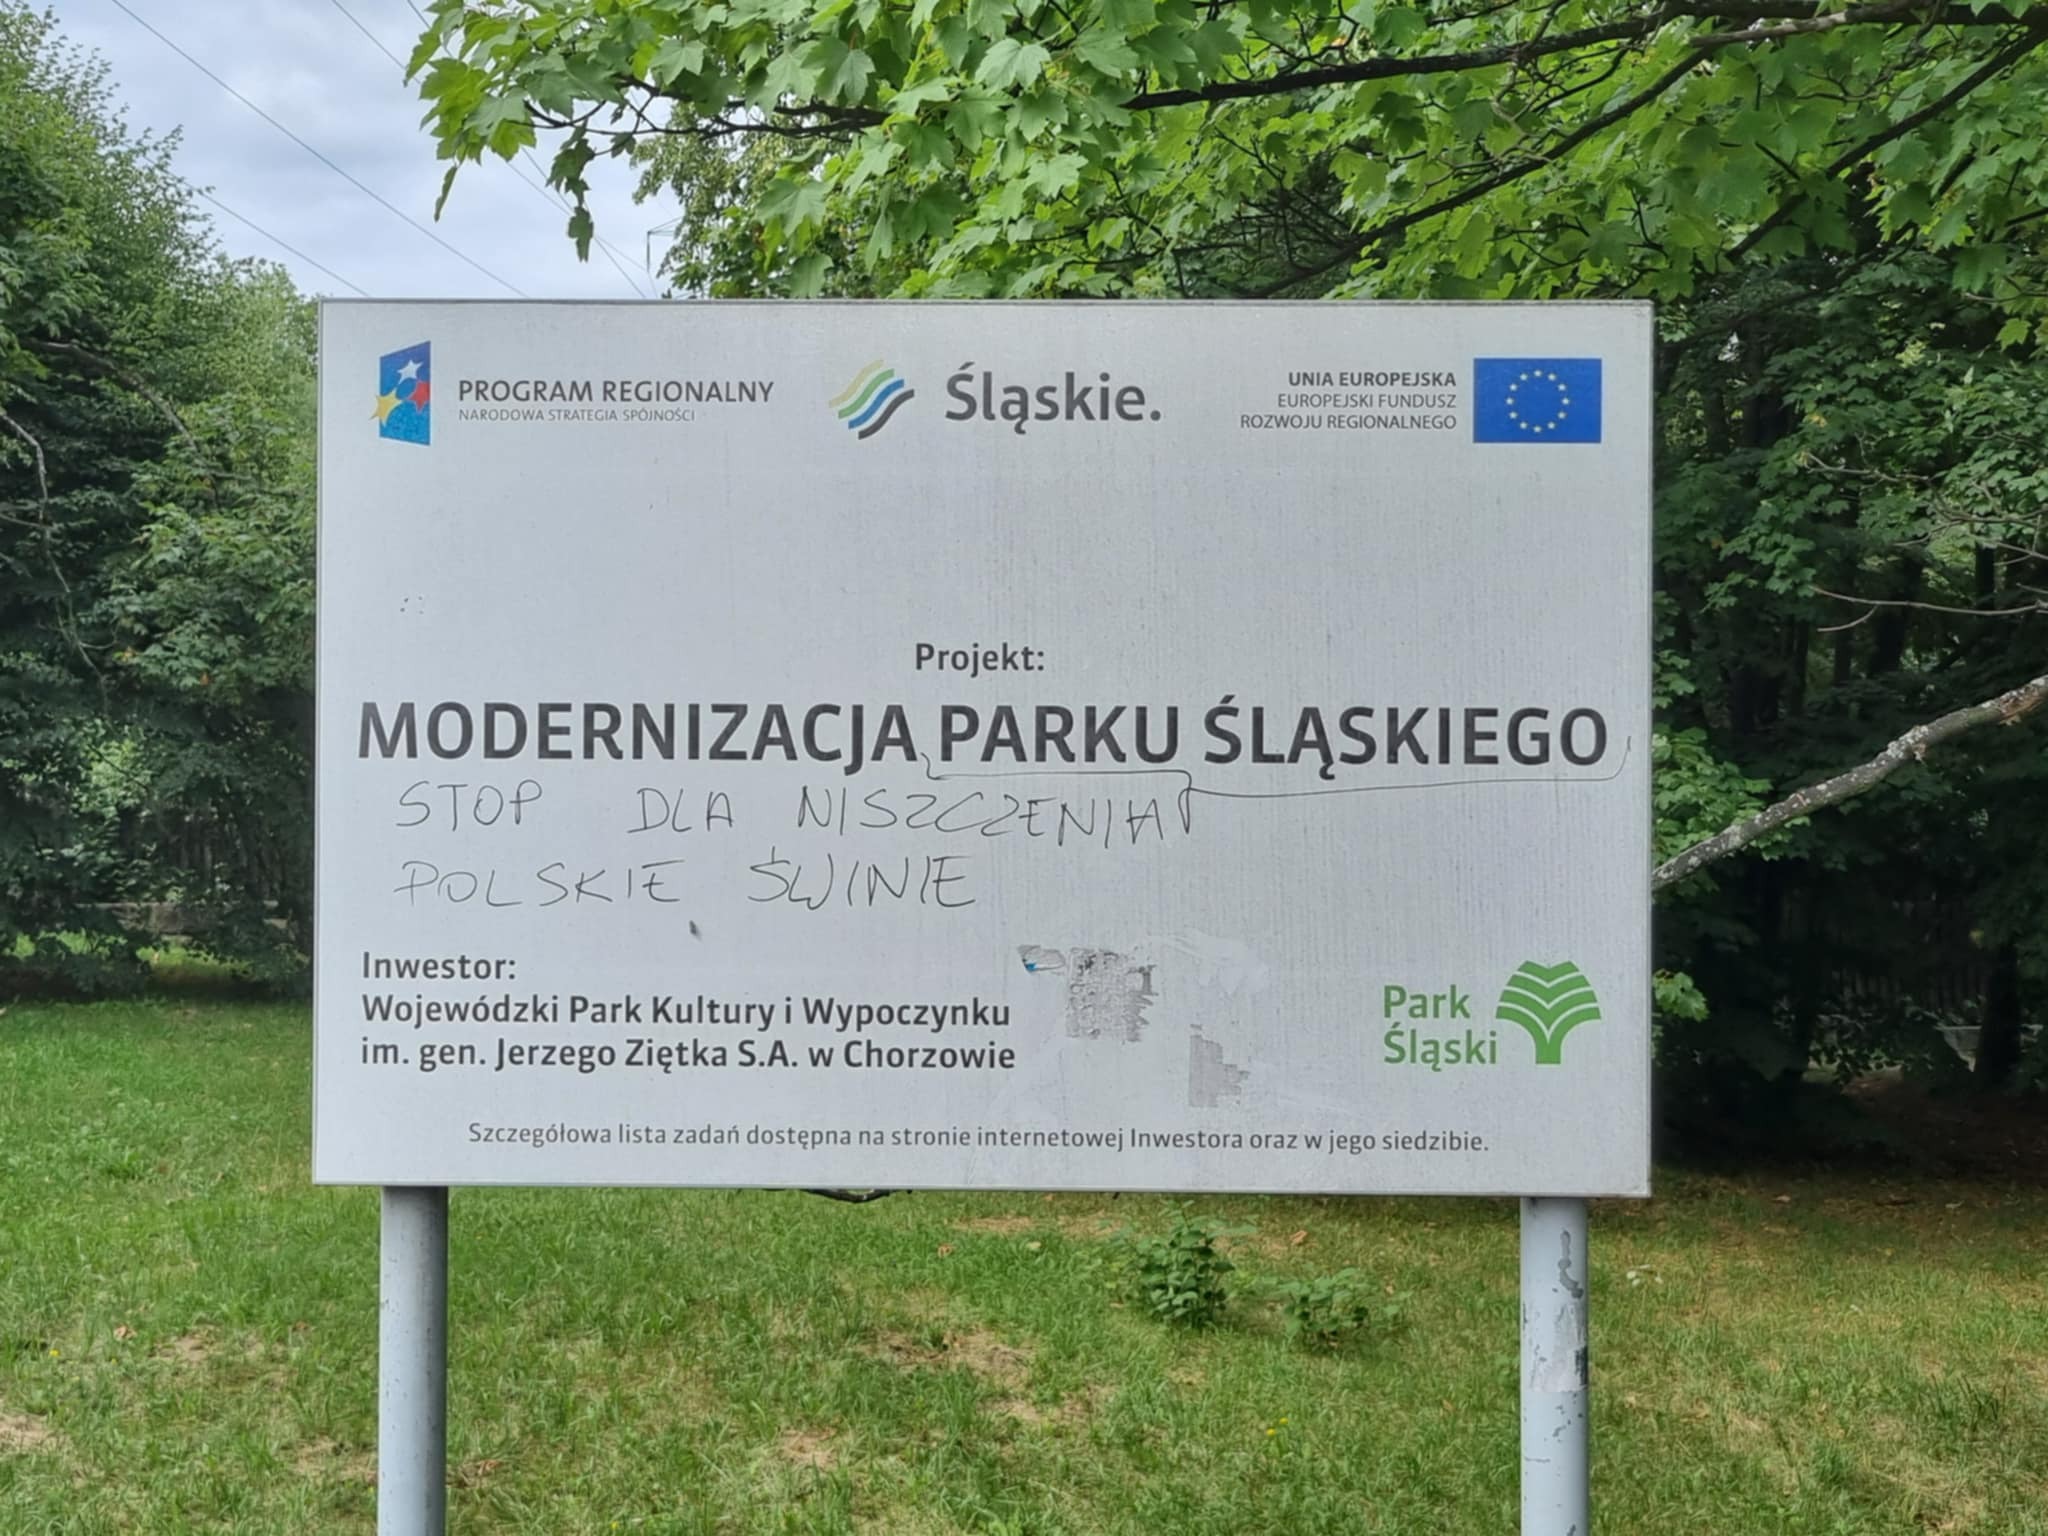 PROGRAM REGIONALNY
NARODOWA STRATEGIA SPÓJNOŚCI
Śląskie.
UNIA EUROPEJSKA
EUROPEJSKI FUNDUSZ
ROZWOJU REGIONALNEGO
Projekt:
MODERNIZACJA PARKU ŚLĄSKIEGO
STOP DLA NISZCZENIA
POLSKIE ŚWINIE
Inwestor:
Wojewódzki Park Kultury i Wypoczynku
im. gen. Jerzego Ziętka S.A. w Chorzowie
Park
Śląski
Szczegółowa lista zadań dostępna na stronie internetowej Inwestora oraz w jego siedzibie.